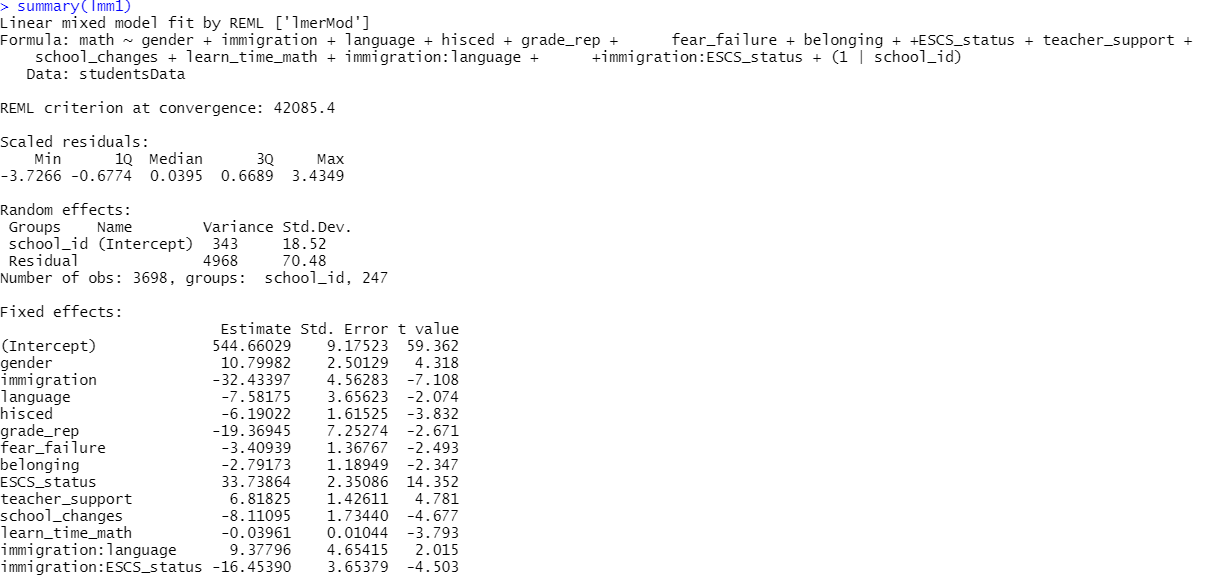 > summary(lmm1)
Linear mixed model fit by REML ['lmerMod']
Formula: math ~ gender + immigration + language + hisced + grade_rep +      fear_failure + belonging + +ESCS_status + teacher_support +
    school_changes + learn_time_math + immigration:language +      +immigration:ESCS_status + (1 | school_id)
   Data: studentsData

REML criterion at convergence: 42085.4

Scaled residuals:
    Min      1Q  Median      3Q     Max
-3.7266 -0.6774  0.0395  0.6689  3.4349

Random effects:
 Groups    Name        Variance Std.Dev.
 school_id (Intercept)  343     18.52
 Residual              4968     70.48
Number of obs: 3698, groups:  school_id, 247

Fixed effects:
                         Estimate Std. Error t value
(Intercept)             544.66029    9.17523  59.362
gender                   10.79982    2.50129   4.318
immigration             -32.43397    4.56283  -7.108
language                 -7.58175    3.65623  -2.074
hisced                   -6.19022    1.61525  -3.832
grade_rep               -19.36945    7.25274  -2.671
fear_failure             -3.40939    1.36767  -2.493
belonging                -2.79173    1.18949  -2.347
ESCS_status              33.73864    2.35086  14.352
teacher_support           6.81825    1.42611   4.781
school_changes           -8.11095    1.73440  -4.677
learn_time_math          -0.03961    0.01044  -3.793
immigration:language      9.37796    4.65415   2.015
immigration:ESCS_status -16.45390    3.65379  -4.503